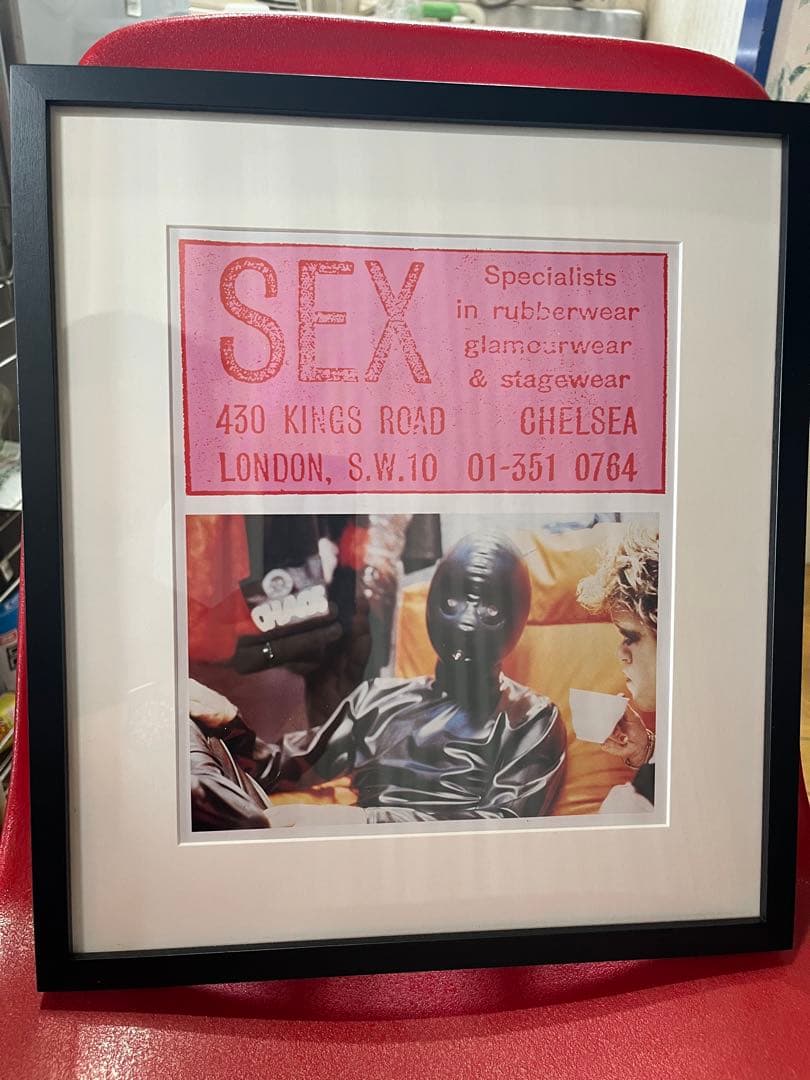 SEX
Specialists
in rubberwear
glamourwear
& stagewear
430 KINGS ROAD CHELSEA
LONDON, S.W.10 01-351 0764
CHAOS